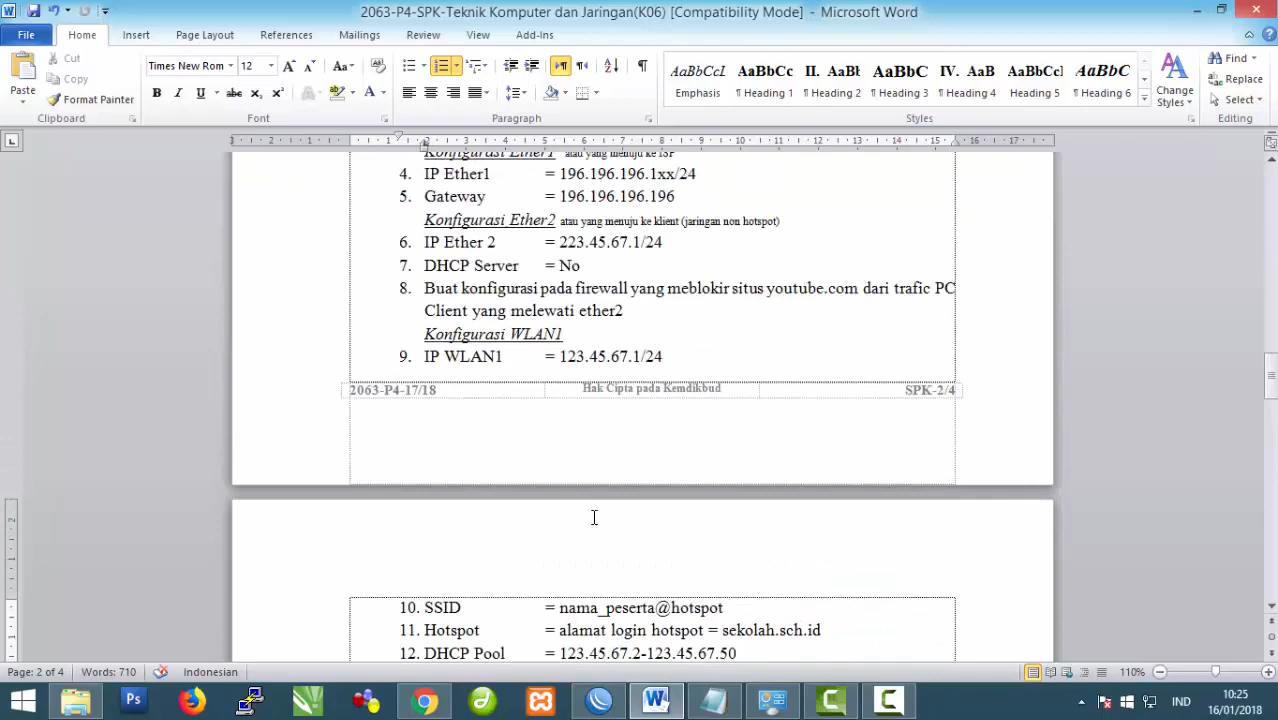 2063-P4-SPK-Teknik Komputer dan Jaringan(K06) [Compatibility Mode] - Microsoft Word
File Home Insert Page Layout References Mailings Review View Add-Ins
Paste
Cut
Copy
Format Painter
Clipboard
Times New Rom 12
Font
Paragraph
AaBbCcI AaBbCc II. AaBb AaBbCc IV. AaB AaBbCcI AaBbCc
Emphasis ¶ Heading 1 ¶ Heading 2 ¶ Heading 3 ¶ Heading 4 ¶ Heading 5 ¶ Heading 6
Styles
Change Styles
Find
Replace
Select
Editing
Konfigurasi Ether1 atau yang menuju ke ISP
4. IP Ether1 = 196.196.196.1xx/24
5. Gateway = 196.196.196.196
Konfigurasi Ether2 atau yang menuju ke klient (jaringan non hotspot)
6. IP Ether 2 = 223.45.67.1/24
7. DHCP Server = No
8. Buat konfigurasi pada firewall yang meblokir situs youtube.com dari trafic PC
Client yang melewati ether2
Konfigurasi WLAN1
9. IP WLAN1 = 123.45.67.1/24
2063-P4-17/18 Hak Cipta pada Kemdikbud SPK-2/4
10. SSID = nama_peserta@hotspot
11. Hotspot = alamat login hotspot = sekolah.sch.id
12. DHCP Pool = 123.45.67.2-123.45.67.50
Page: 2 of 4 Words: 710 Indonesian 110%
IND 10:25
16/01/2018